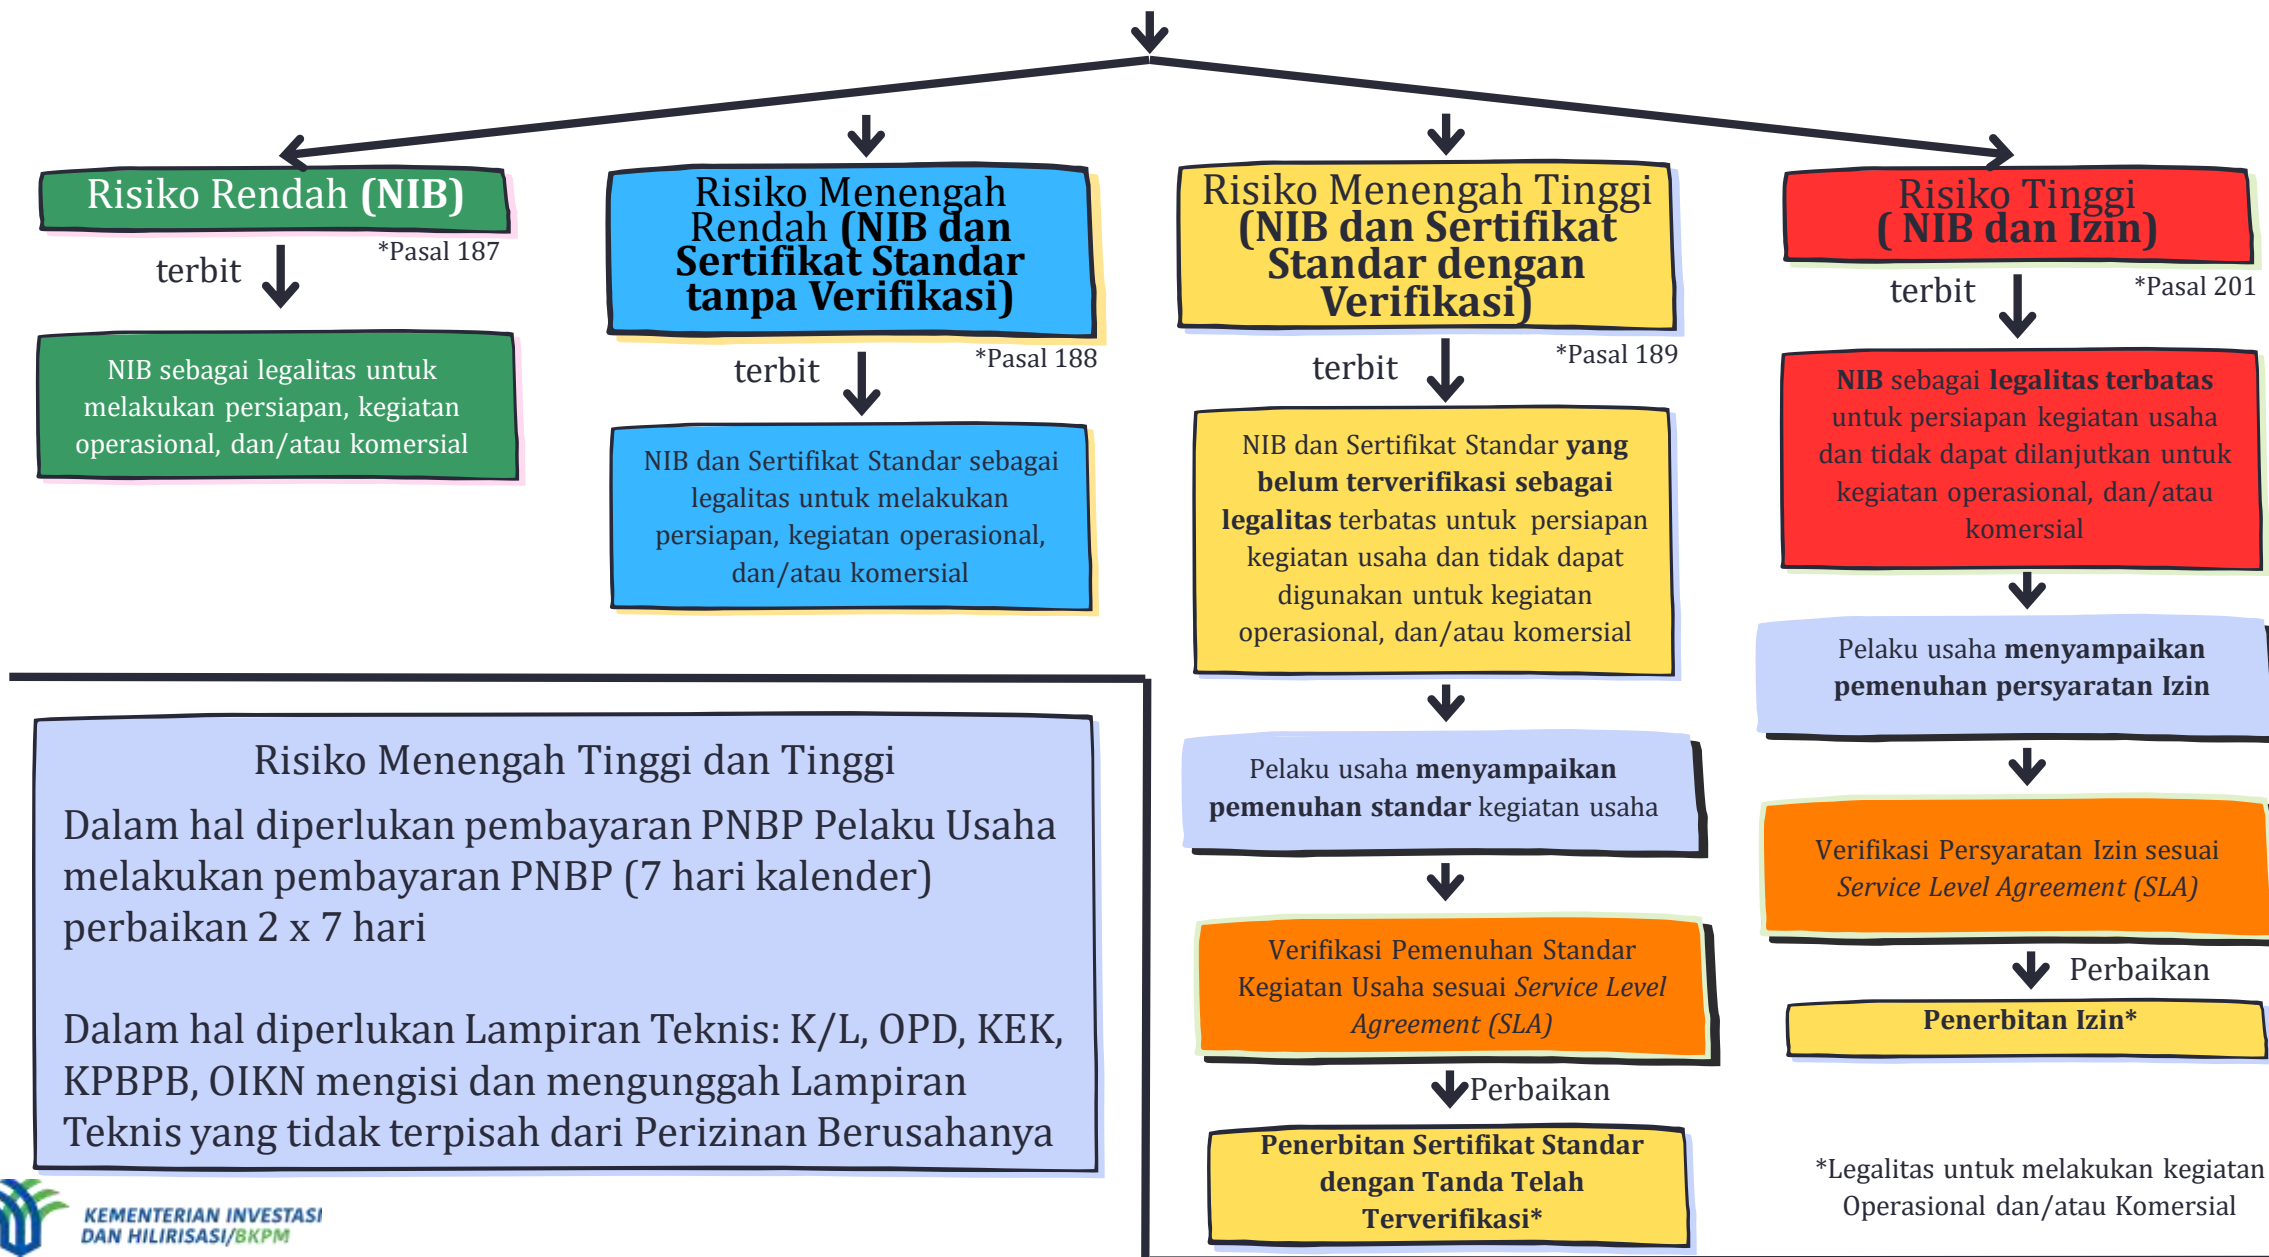 Risiko Rendah (NIB)
*Pasal 187
terbit
NIB sebagai legalitas untuk
melakukan persiapan, kegiatan
operasional, dan/atau komersial
Risiko Menengah
Rendah (NIB dan
Sertifikat Standar
tanpa Verifikasi)
*Pasal 188
terbit
NIB dan Sertifikat Standar sebagai
legalitas untuk melakukan
persiapan, kegiatan operasional,
dan/atau komersial
Risiko Menengah Tinggi
(NIB dan Sertifikat
Standar dengan
Verifikasi)
*Pasal 189
terbit
NIB dan Sertifikat Standar yang
belum terverifikasi sebagai
legalitas terbatas untuk persiapan
kegiatan usaha dan tidak dapat
digunakan untuk kegiatan
operasional, dan/atau komersial
Pelaku usaha menyampaikan
pemenuhan standar kegiatan usaha
Verifikasi Pemenuhan Standar
Kegiatan Usaha sesuai Service Level
Agreement (SLA)
Perbaikan
Penerbitan Sertifikat Standar
dengan Tanda Telah
Terverifikasi*
Risiko Tinggi
( NIB dan Izin)
*Pasal 201
terbit
NIB sebagai legalitas terbatas
untuk persiapan kegiatan usaha
dan tidak dapat dilanjutkan untuk
kegiatan operasional, dan/atau
komersial
Pelaku usaha menyampaikan
pemenuhan persyaratan Izin
Verifikasi Persyaratan Izin sesuai
Service Level Agreement (SLA)
Perbaikan
Penerbitan Izin*
*Legalitas untuk melakukan kegiatan
Operasional dan/atau Komersial
Risiko Menengah Tinggi dan Tinggi
Dalam hal diperlukan pembayaran PNBP Pelaku Usaha
melakukan pembayaran PNBP (7 hari kalender)
perbaikan 2 x 7 hari
Dalam hal diperlukan Lampiran Teknis: K/L, OPD, KEK,
KPBPB, OIKN mengisi dan mengunggah Lampiran
Teknis yang tidak terpisah dari Perizinan Berusahanya
KEMENTERIAN INVESTASI
DAN HILIRISASI/BKPM